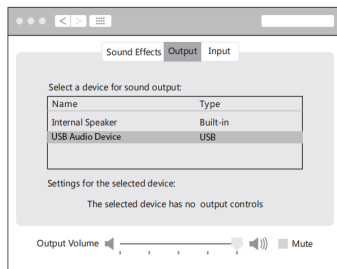 Sound Effects Output Input
Select a device for sound output:
Name Type
Internal Speaker Built-in
USB Audio Device USB
Settings for the selected device:
The selected device has no output controls
Output Volume Mute